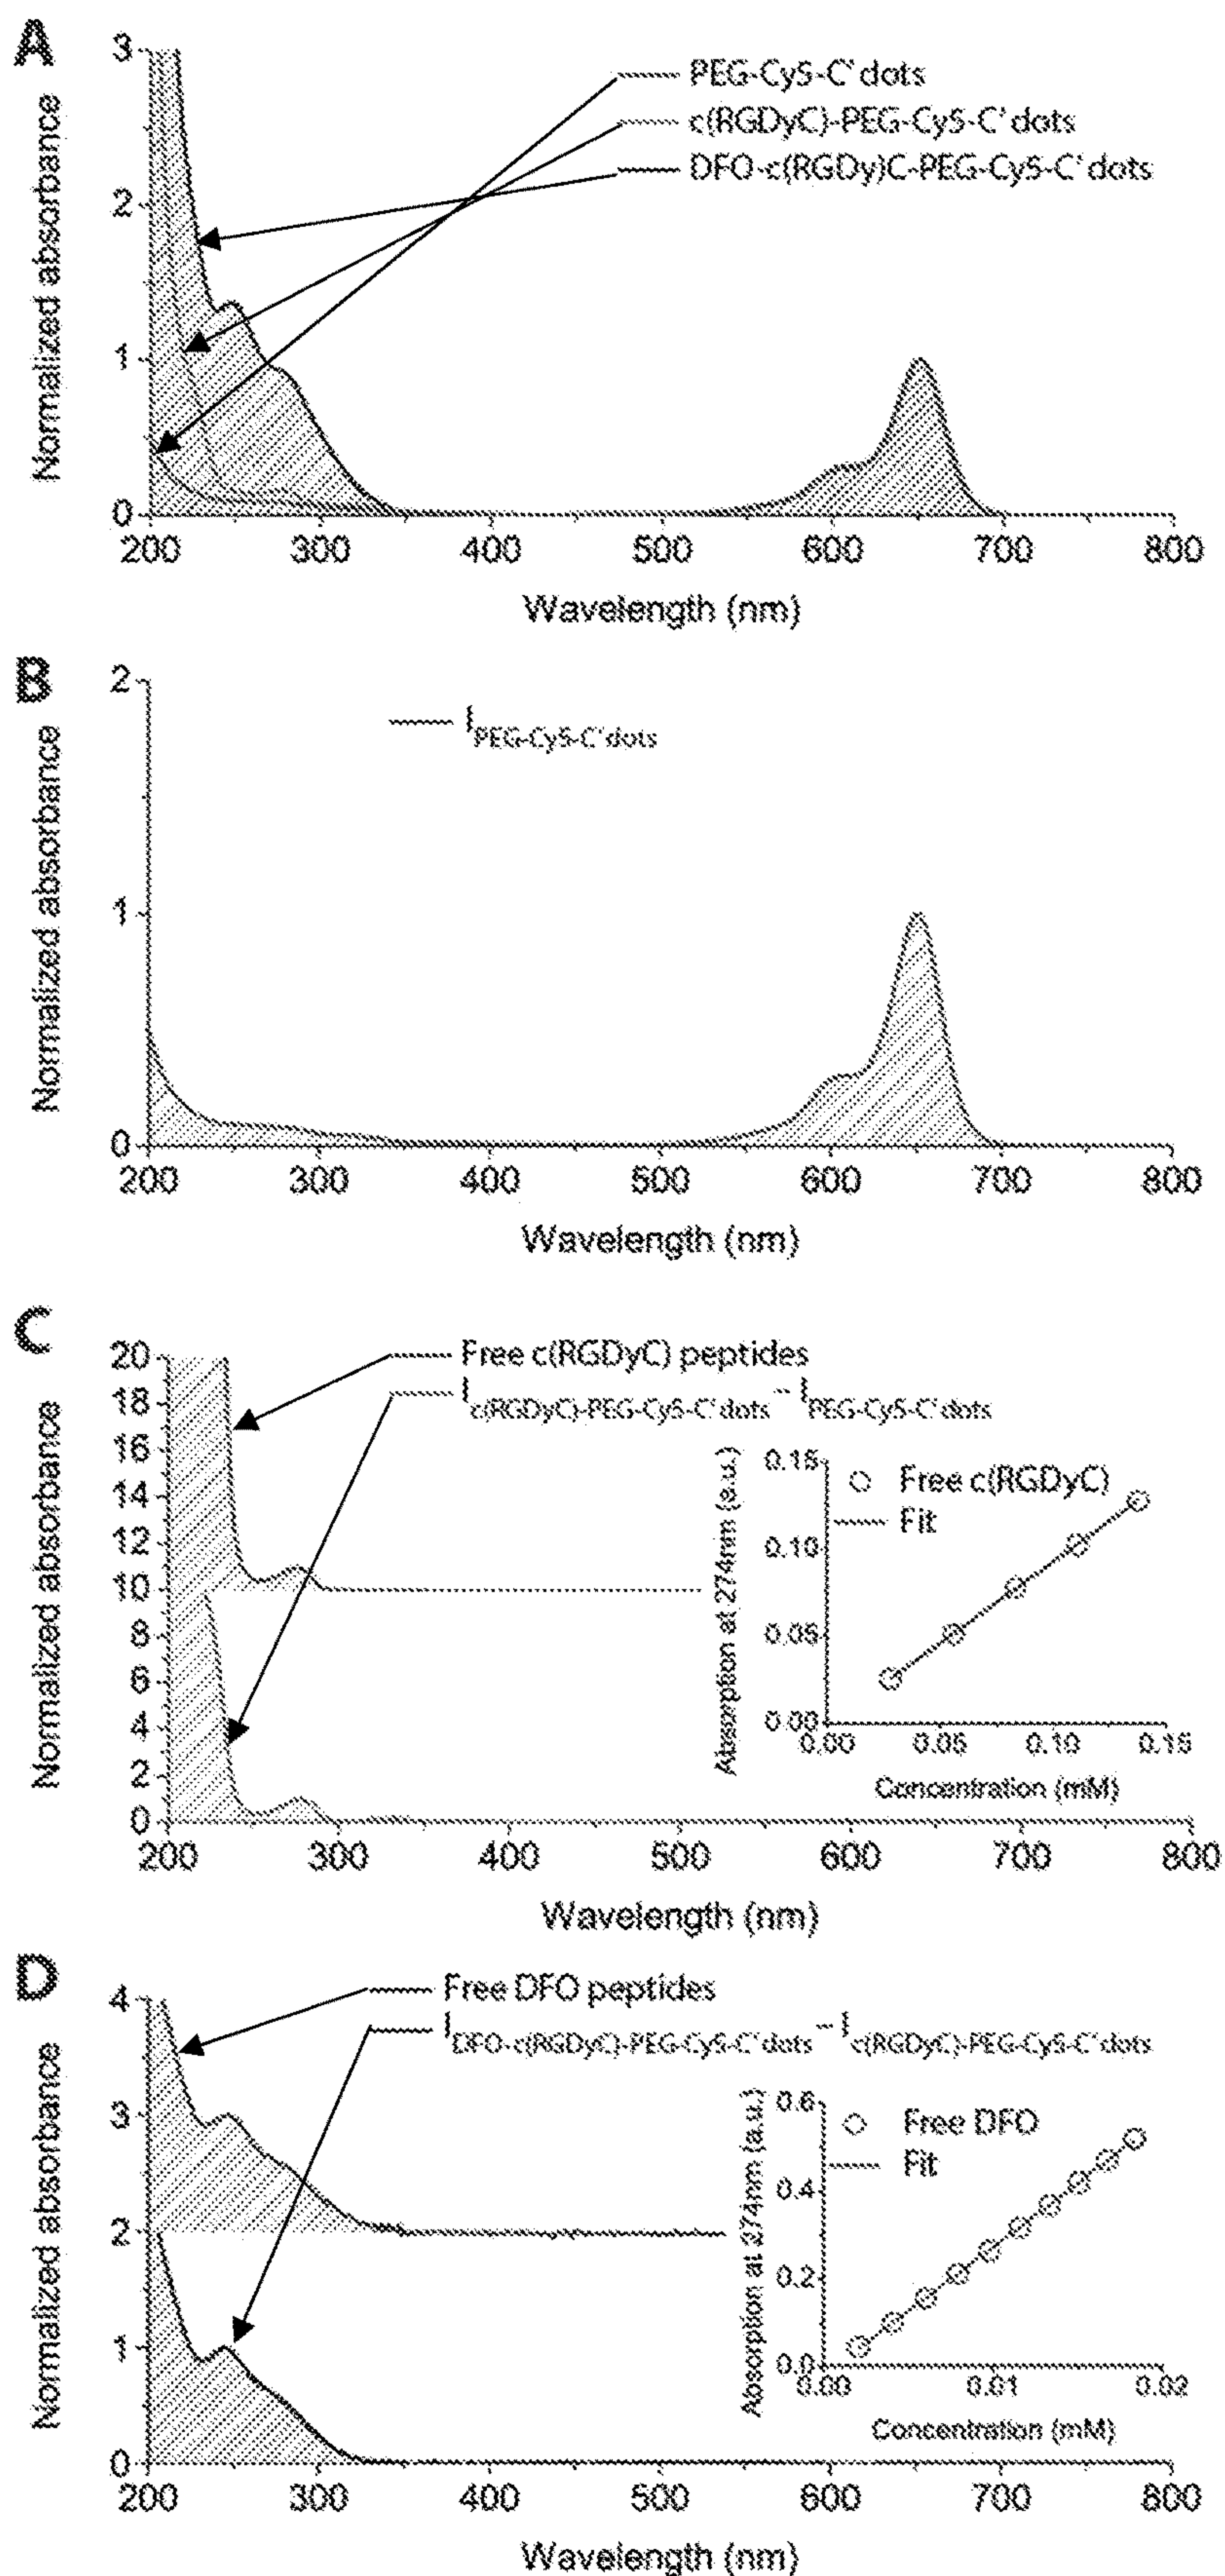 A
Normalized absorbance
3
2
1
0
PEG-Cy5-C'dots
c(RGDyC)-PEG-Cy5-C'dots
DFO-c(RGDy)C-PEG-Cy5-C'dots
200 300 400 500 600 700 800
Wavelength (nm)
B
Normalized absorbance
2
1
0
I PEG-Cy5-C'dots
200 300 400 500 600 700 800
Wavelength (nm)
C
Normalized absorbance
20
18
16
14
12
10
8
6
4
2
0
Free c(RGDyC) peptides
I c(RGDyC)-PEG-Cy5-C'dots - I PEG-Cy5-C'dots
Absorption at 274nm (a.u.)
0.15
0.10
0.05
0.00
Free c(RGDyC)
Fit
0.00 0.05 0.10 0.15
Concentration (mM)
200 300 400 500 600 700 800
Wavelength (nm)
D
Normalized absorbance
4
3
2
1
0
Free DFO peptides
I DFO-c(RGDyC)-PEG-Cy5-C'dots - I c(RGDyC)-PEG-Cy5-C'dots
Absorption at 274nm (a.u.)
0.6
0.4
0.2
0.0
Free DFO
Fit
0.00 0.01 0.02
Concentration (mM)
200 300 400 500 600 700 800
Wavelength (nm)